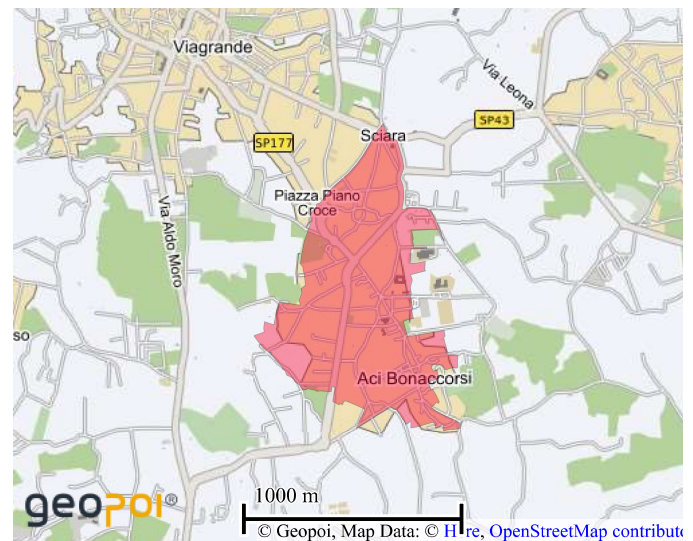 Viagrande
Via Leona
SP43
Sciara
SP177
Piazza Piano
Croce
Via Aldo Moro
so
Aci Bonaccorsi
geopoi®
1000 m
© Geopoi, Map Data: © Here, OpenStreetMap contributo